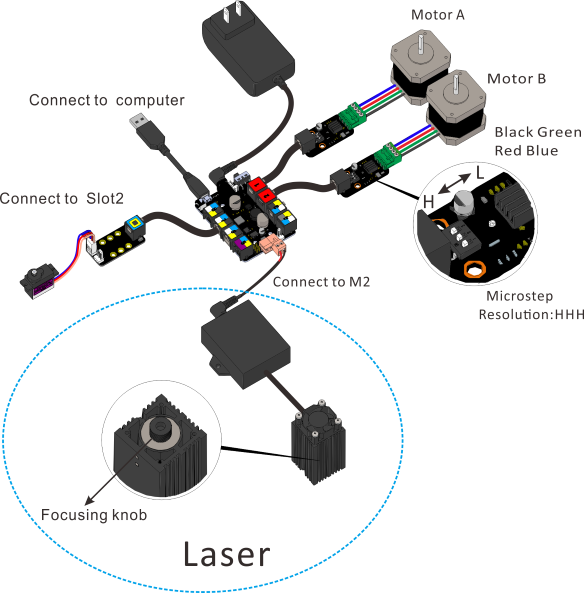 Motor A
Motor B
Connect to computer
Black Green
Red Blue
L
H
Connect to Slot2
Connect to M2
Microstep
Resolution:HHH
Focusing knob
Laser